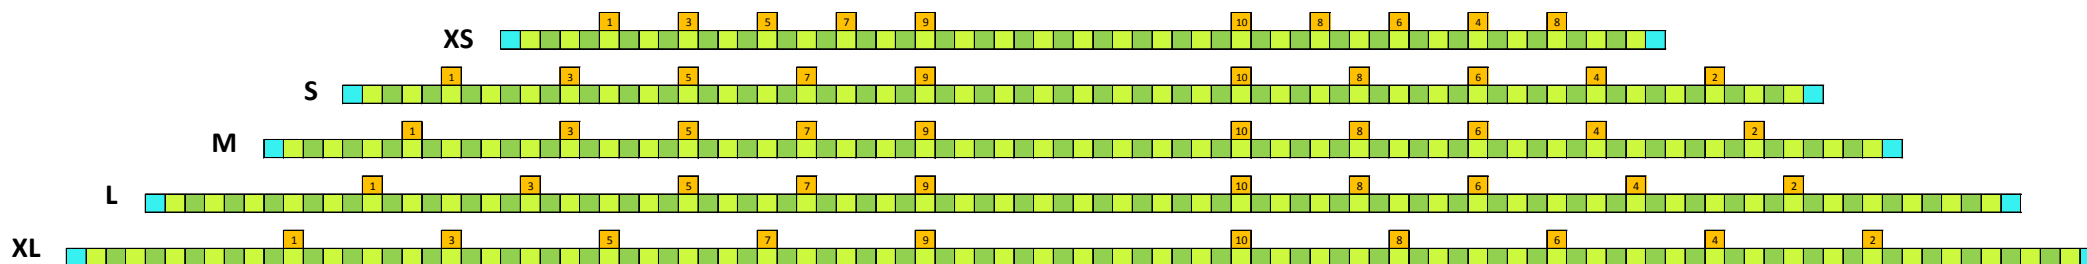 XS 1 3 5 7 9 10 8 6 4 8
S 1 3 5 7 9 10 8 6 4 2
M 1 3 5 7 9 10 8 6 4 2
L 1 3 5 7 9 10 8 6 4 2
XL 1 3 5 7 9 10 8 6 4 2